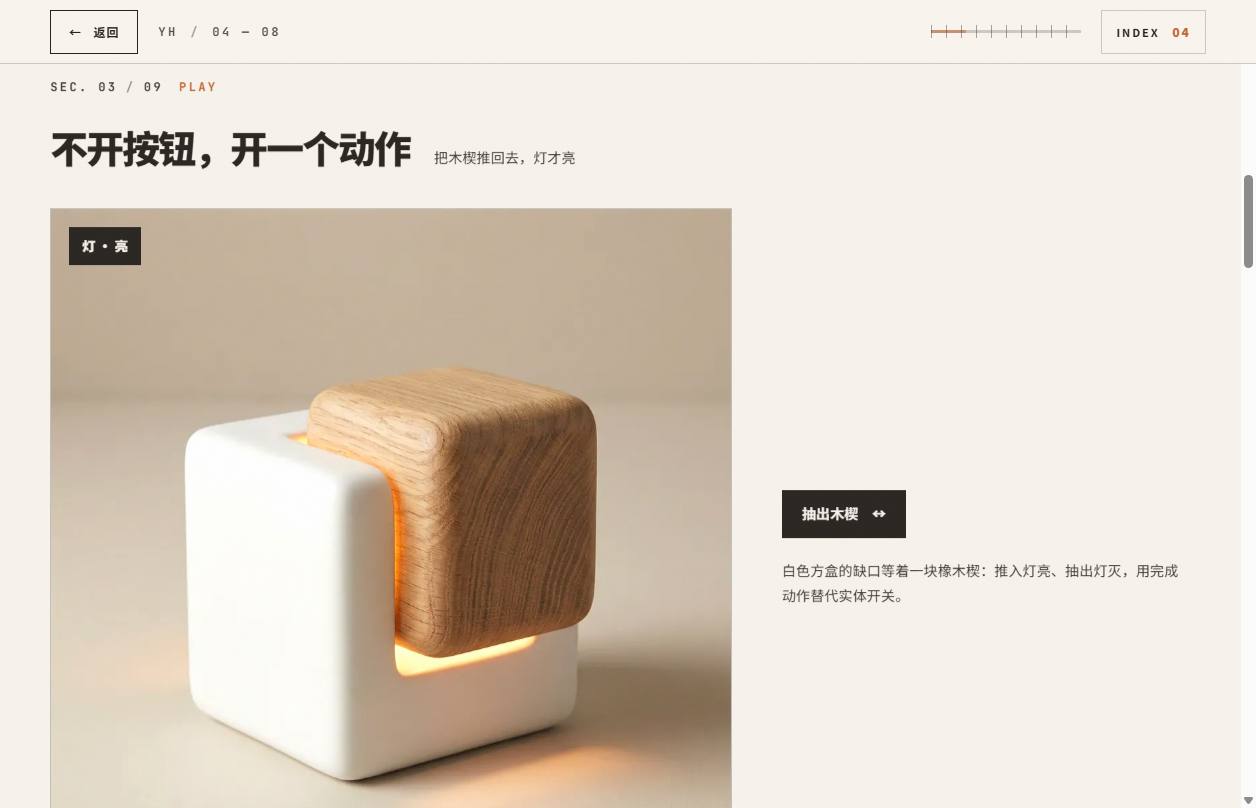 ← 返回
YH / 04 — 08
INDEX 04
SEC. 03 / 09 PLAY
不开按钮，开一个动作
把木楔推回去，灯才亮
灯・亮
抽出木楔 ↔
白色方盒的缺口等着一块橡木楔：推入灯亮、抽出灯灭，用完成
动作替代实体开关。